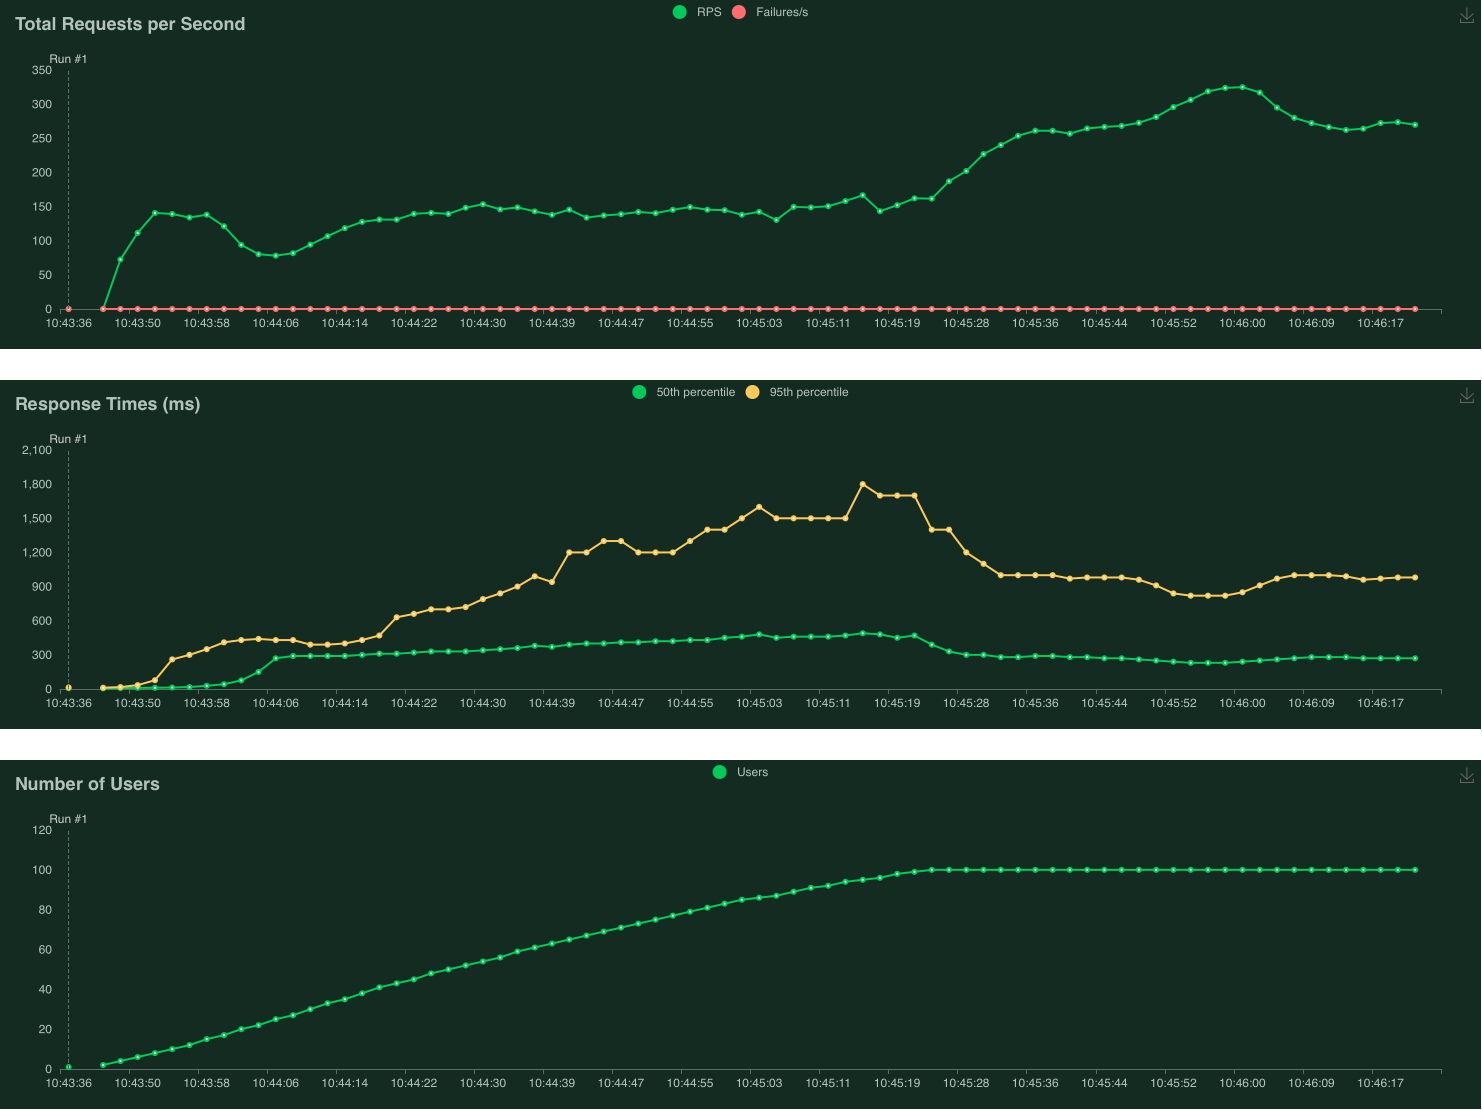 Total Requests per Second
RPS Failures/s
Run #1
350
300
250
200
150
100
50
0
10:43:36 10:43:50 10:43:58 10:44:06 10:44:14 10:44:22 10:44:30 10:44:39 10:44:47 10:44:55 10:45:03 10:45:11 10:45:19 10:45:28 10:45:36 10:45:44 10:45:52 10:46:00 10:46:09 10:46:17
Response Times (ms)
50th percentile 95th percentile
Run #1
2,100
1,800
1,500
1,200
900
600
300
0
10:43:36 10:43:50 10:43:58 10:44:06 10:44:14 10:44:22 10:44:30 10:44:39 10:44:47 10:44:55 10:45:03 10:45:11 10:45:19 10:45:28 10:45:36 10:45:44 10:45:52 10:46:00 10:46:09 10:46:17
Number of Users
Users
Run #1
120
100
80
60
40
20
0
10:43:36 10:43:50 10:43:58 10:44:06 10:44:14 10:44:22 10:44:30 10:44:39 10:44:47 10:44:55 10:45:03 10:45:11 10:45:19 10:45:28 10:45:36 10:45:44 10:45:52 10:46:00 10:46:09 10:46:17